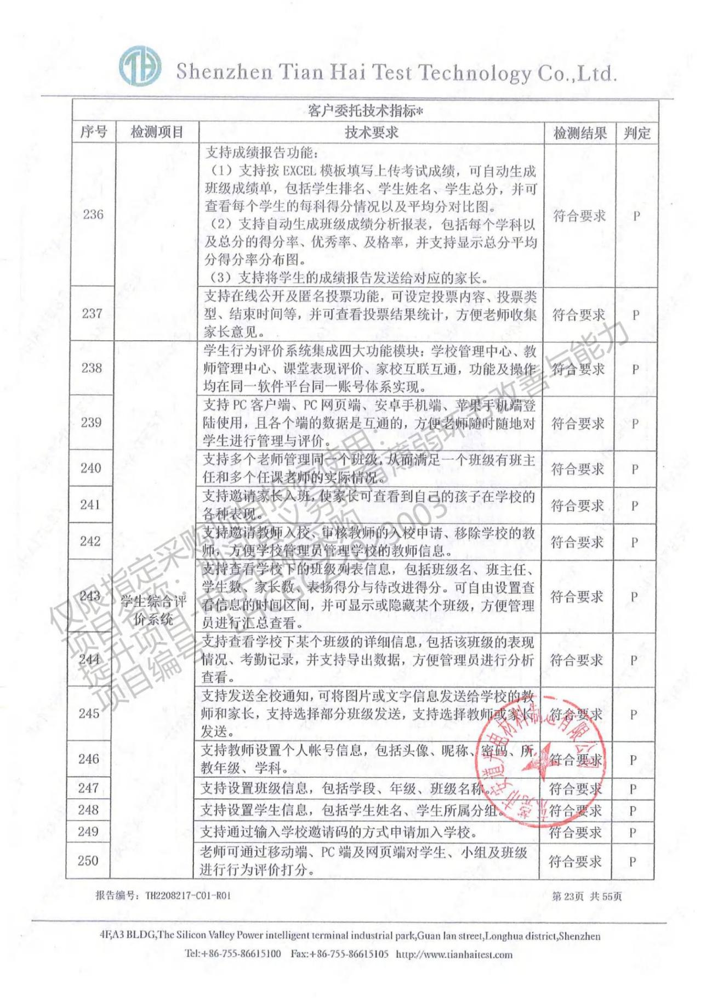 TH
Shenzhen Tian Hai Test Technology Co.,Ltd.
客户委托技术指标*
序号 检测项目 技术要求 检测结果 判定
236
支持成绩报告功能：
（1）支持按 EXCEL 模板填写上传考试成绩，可自动生成
班级成绩单，包括学生排名、学生姓名、学生总分，并可
查看每个学生的每科得分情况以及平均分对比图。
（2）支持自动生成班级成绩分析报表，包括每个学科以
及总分的得分率、优秀率、及格率，并支持显示总分平均
分得分率分布图。
（3）支持将学生的成绩报告发送给对应的家长。
符合要求 P
237
支持在线公开及匿名投票功能，可设定投票内容、投票类
型、结束时间等，并可查看投票结果统计，方便老师收集
家长意见。
符合要求 P
学生综合评
价系统
238
学生行为评价系统集成四大功能模块：学校管理中心、教
师管理中心、课堂表现评价、家校互联互通，功能及操作
均在同一软件平台同一账号体系实现。
符合要求 P
239
支持 PC 客户端、PC 网页端、安卓手机端、苹果手机端登
陆使用，且各个端的数据是互通的，方便老师随时随地对
学生进行管理与评价。
符合要求 P
240
支持多个老师管理同一个班级，从而满足一个班级有班主
任和多个任课老师的实际情况。
符合要求 P
241
支持邀请家长入班，使家长可查看到自己的孩子在学校的
各种表现。
符合要求 P
242
支持邀请教师入校、审核教师的入校申请、移除学校的教
师，方便学校管理员管理学校的教师信息。
符合要求 P
243
支持查看学校下的班级列表信息，包括班级名、班主任、
学生数、家长数、表扬得分与待改进得分。可自由设置查
看信息的时间区间，并可显示或隐藏某个班级，方便管理
员进行汇总查看。
符合要求 P
244
支持查看学校下某个班级的详细信息，包括该班级的表现
情况、考勤记录，并支持导出数据，方便管理员进行分析
查看。
符合要求 P
245
支持发送全校通知，可将图片或文字信息发送给学校的教
师和家长，支持选择部分班级发送，支持选择教师或家长
发送。
符合要求 P
246
支持教师设置个人帐号信息，包括头像、昵称、密码、所
教年级、学科。
符合要求 P
247 支持设置班级信息，包括学段、年级、班级名称。 符合要求 P
248 支持设置学生信息，包括学生姓名、学生所属分组。 符合要求 P
249 支持通过输入学校邀请码的方式申请加入学校。 符合要求 P
250
老师可通过移动端、PC 端及网页端对学生、小组及班级
进行行为评价打分。
符合要求 P
仅限指定采购项目投标使用：
义务教育薄弱环节改善与能力
提升项目-电子白板采购
项目编号：LHCGCZ2023003
报告编号：TH2208217-C01-R01 第 23页 共 55页
4F,A3 BLDG,The Silicon Valley Power intelligent terminal industrial park,Guan lan street,Longhua district,Shenzhen
Tel:+86-755-86615100 Fax:+86-755-86615105 http://www.tianhaitest.com